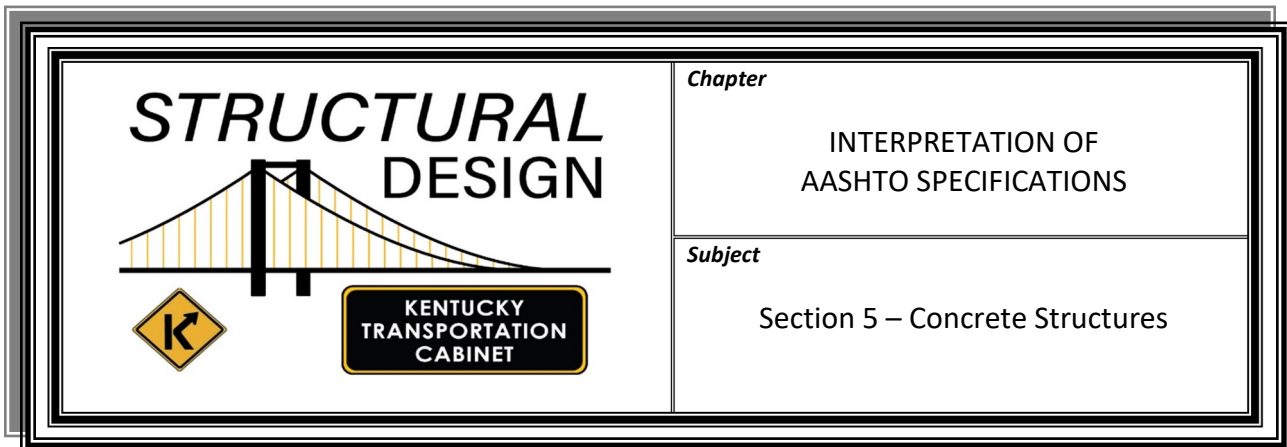 STRUCTURAL
DESIGN
KENTUCKY
TRANSPORTATION
CABINET
Chapter
INTERPRETATION OF
AASHTO SPECIFICATIONS
Subject
Section 5 – Concrete Structures